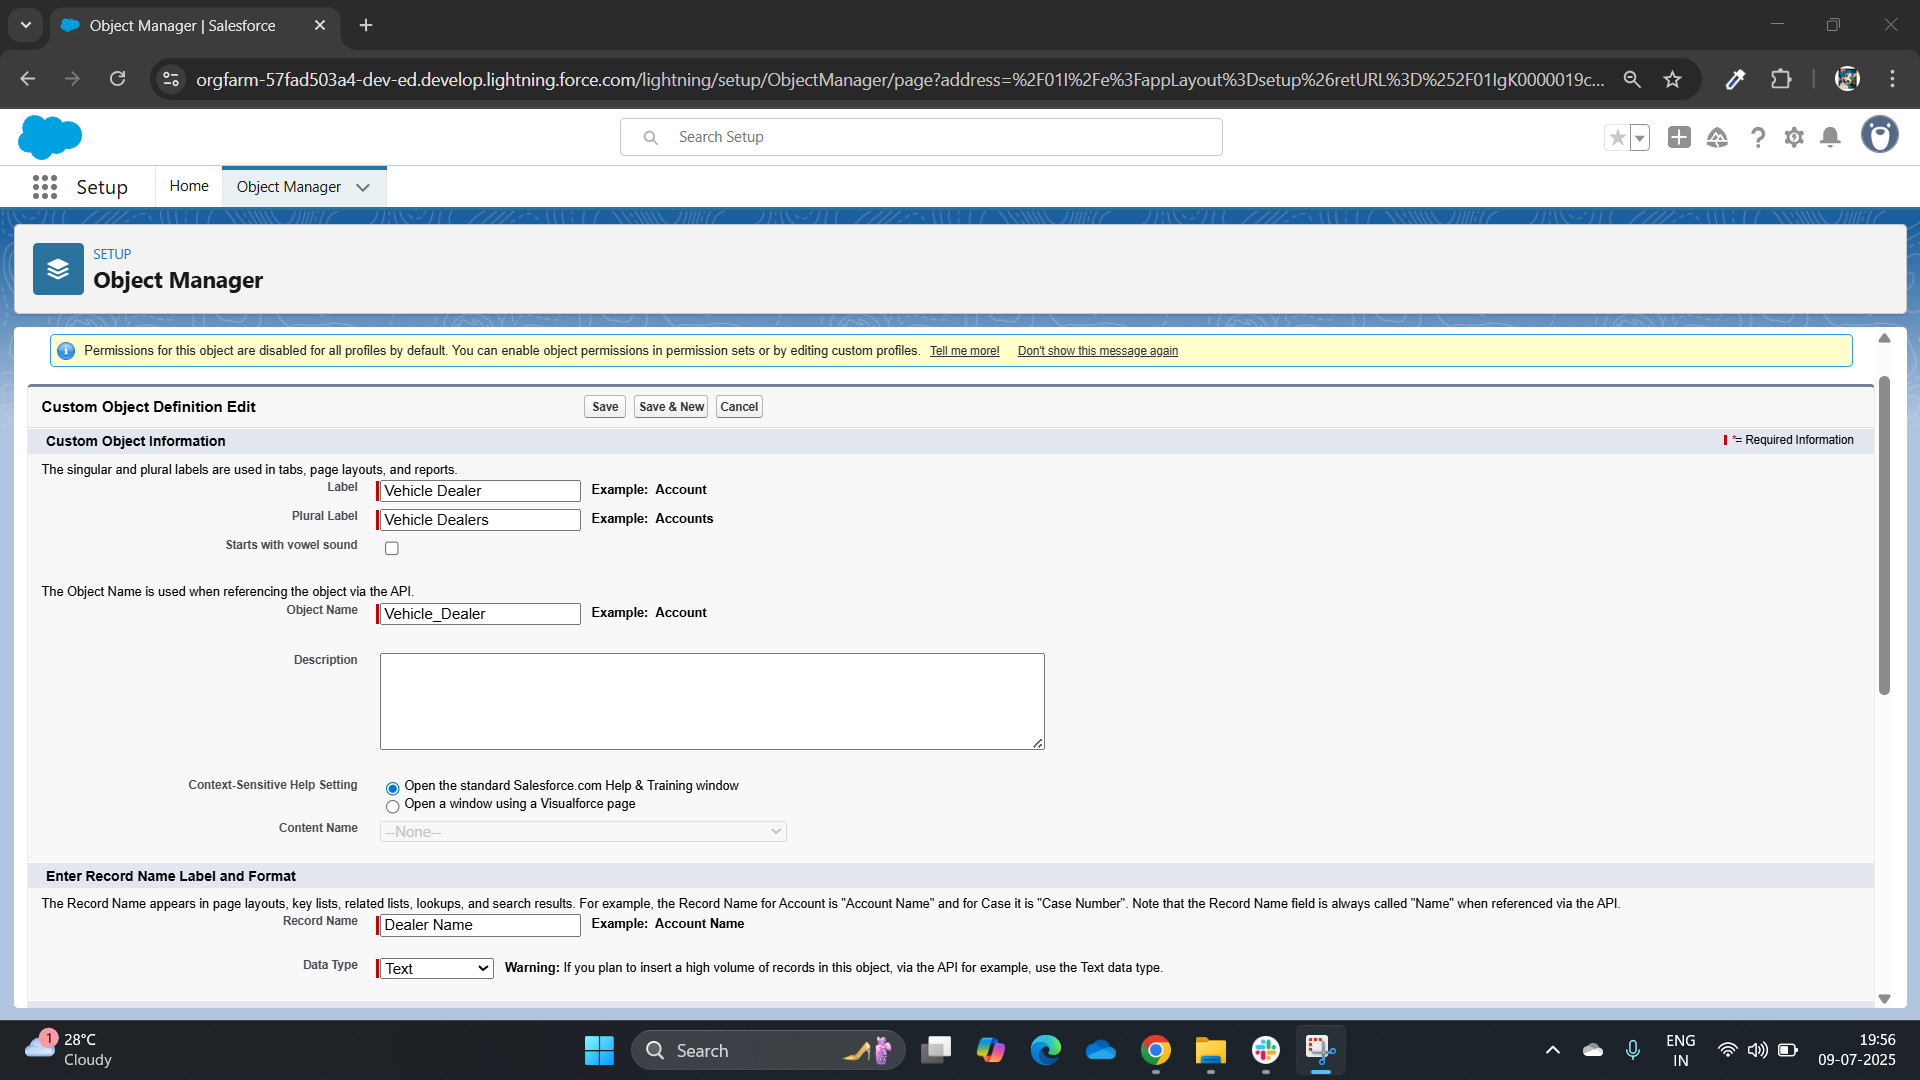 Object Manager | Salesforce
orgfarm-57fad503a4-dev-ed.develop.lightning.force.com/lightning/setup/ObjectManager/page?address=%2F01I%2Fe%3FappLayout%3Dsetup%26retURL%3D%252F01IgK0000019c...
Search Setup
Setup
Home
Object Manager
SETUP
Object Manager
Permissions for this object are disabled for all profiles by default. You can enable object permissions in permission sets or by editing custom profiles. Tell me more! Don't show this message again
Custom Object Definition Edit
Save
Save & New
Cancel
Custom Object Information
*= Required Information
The singular and plural labels are used in tabs, page layouts, and reports.
Label
Vehicle Dealer
Example: Account
Plural Label
Vehicle Dealers
Example: Accounts
Starts with vowel sound
The Object Name is used when referencing the object via the API.
Object Name
Vehicle_Dealer
Example: Account
Description
Context-Sensitive Help Setting
Open the standard Salesforce.com Help & Training window
Open a window using a Visualforce page
Content Name
--None--
Enter Record Name Label and Format
The Record Name appears in page layouts, key lists, related lists, lookups, and search results. For example, the Record Name for Account is "Account Name" and for Case it is "Case Number". Note that the Record Name field is always called "Name" when referenced via the API.
Record Name
Dealer Name
Example: Account Name
Data Type
Text
Warning: If you plan to insert a high volume of records in this object, via the API for example, use the Text data type.
1
28°C
Cloudy
Search
ENG
IN
19:56
09-07-2025